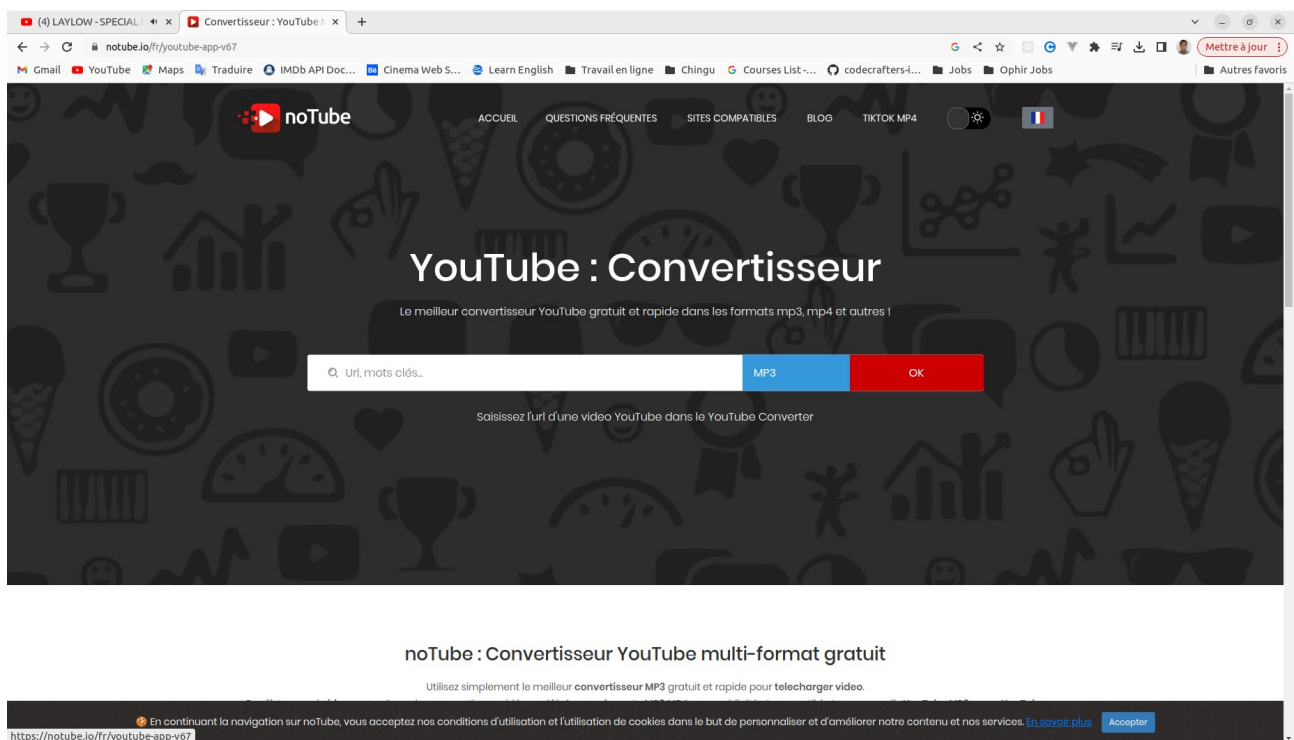 (4) LAYLOW - SPECIAL
Convertisseur : YouTube
notube.io/fr/youtube-app-v67
Mettre à jour
Gmail YouTube Maps Traduire IMDb API Doc... Cinema Web S... Learn English Travail en ligne Chingu Courses List -... codecrafters-i... Jobs Ophir Jobs Autres favoris
noTube ACCUEIL QUESTIONS FRÉQUENTES SITES COMPATIBLES BLOG TIKTOK MP4
YouTube : Convertisseur
Le meilleur convertisseur YouTube gratuit et rapide dans les formats mp3, mp4 et autres !
Url, mots clés... MP3 OK
Saisissez l'url d'une video YouTube dans le YouTube Converter
noTube : Convertisseur YouTube multi-format gratuit
Utilisez simplement le meilleur convertisseur MP3 gratuit et rapide pour telecharger video.
🍪 En continuant la navigation sur noTube, vous acceptez nos conditions d'utilisation et l'utilisation de cookies dans le but de personnaliser et d'améliorer notre contenu et nos services. En savoir plus Accepter
https://notube.io/fr/youtube-app-v67